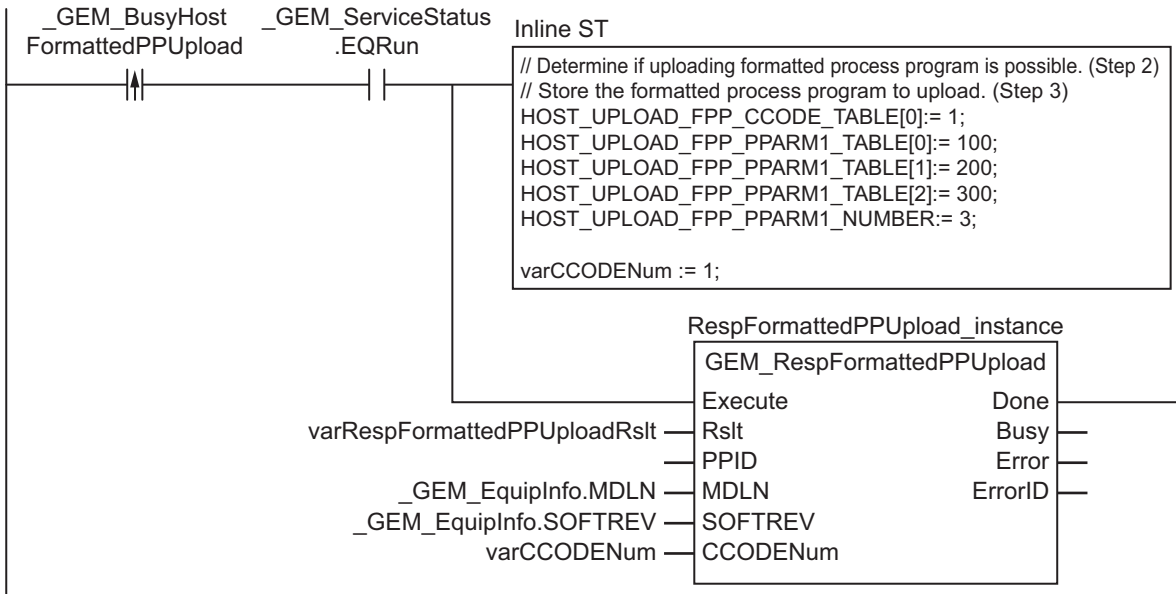 _GEM_BusyHost
FormattedPPUpload
_GEM_ServiceStatus
.EQRun
Inline ST
// Determine if uploading formatted process program is possible. (Step 2)
// Store the formatted process program to upload. (Step 3)
HOST_UPLOAD_FPP_CCODE_TABLE[0]:= 1;
HOST_UPLOAD_FPP_PPARM1_TABLE[0]:= 100;
HOST_UPLOAD_FPP_PPARM1_TABLE[1]:= 200;
HOST_UPLOAD_FPP_PPARM1_TABLE[2]:= 300;
HOST_UPLOAD_FPP_PPARM1_NUMBER:= 3;
varCCODENum := 1;
RespFormattedPPUpload_instance
GEM_RespFormattedPPUpload
Execute Done
varRespFormattedPPUploadRslt Rslt Busy
PPID Error
_GEM_EquipInfo.MDLN MDLN ErrorID
_GEM_EquipInfo.SOFTREV SOFTREV
varCCODENum CCODENum